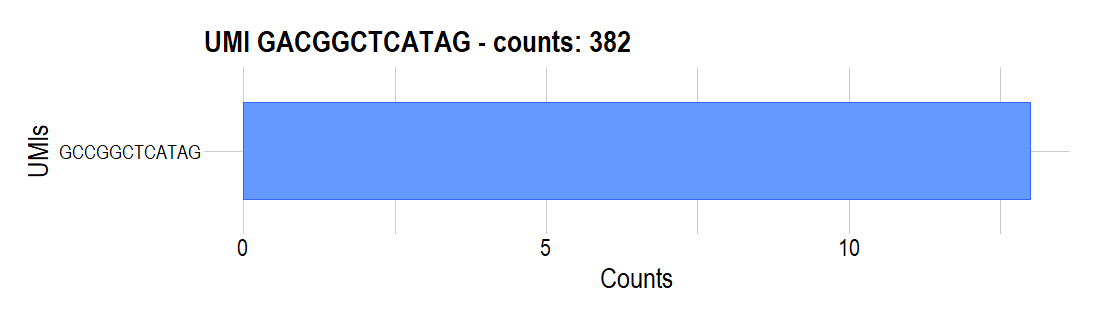 UMI GACGGCTCATAG - counts: 382
UMIs
GCCGGCTCATAG
0 5 10
Counts